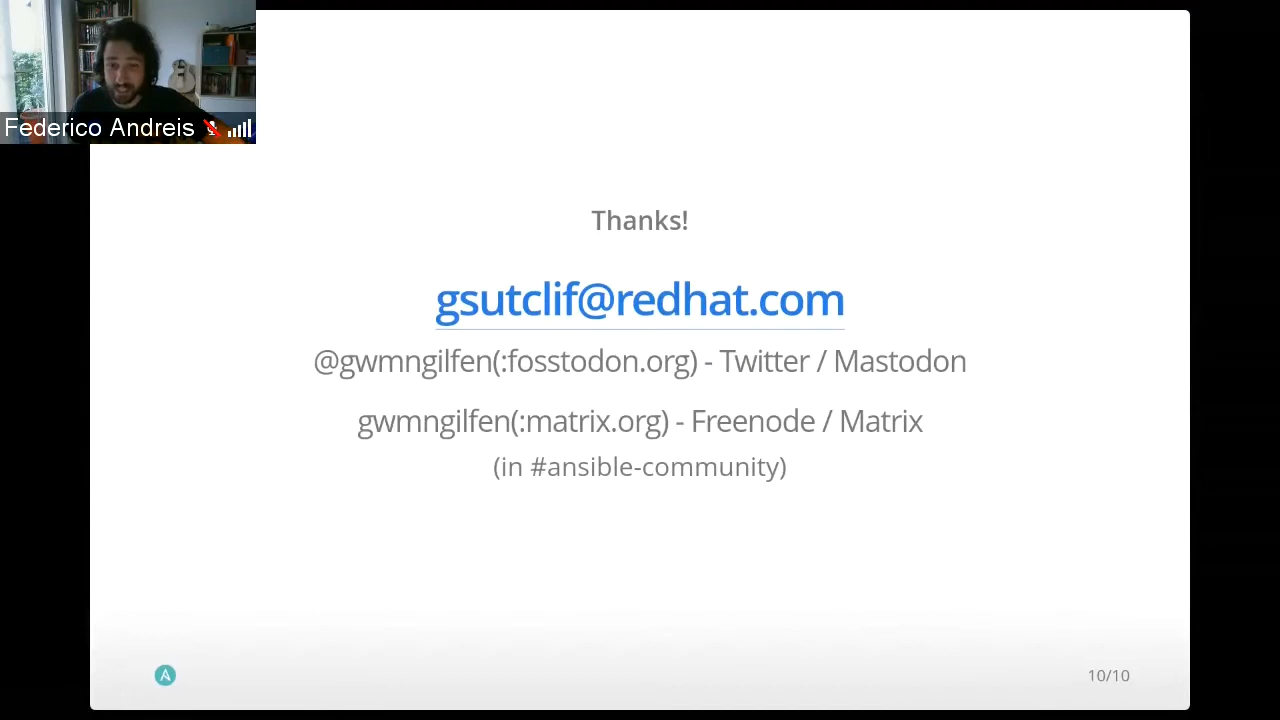 Federico Andreis
Thanks!
gsutclif@redhat.com
@gwmngilfen(:fosstodon.org) - Twitter / Mastodon
gwmngilfen(:matrix.org) - Freenode / Matrix
(in #ansible-community)
A
10/10